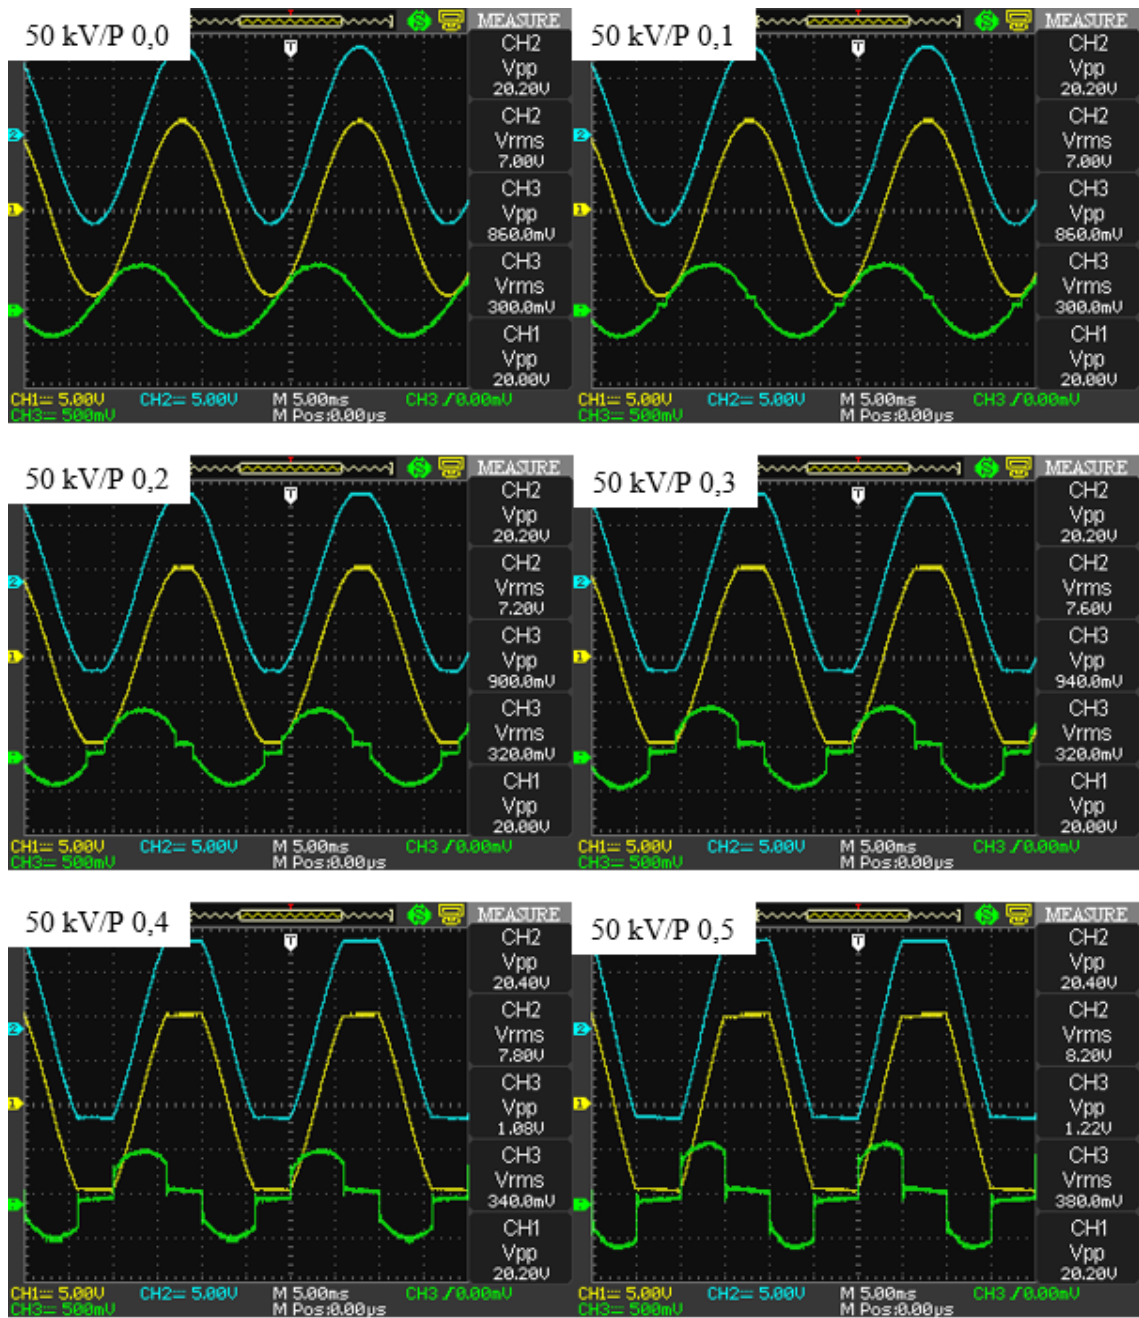 50 kV/P 0,0
MEASURE
CH2
Vpp
20.20V
CH2
Vrms
7.00V
CH3
Vpp
860.0mV
CH3
Vrms
300.0mV
CH1
Vpp
20.00V
T
2
1
CH1 5.00V CH2 5.00V M 5.00ms CH3 0.00mV
CH3 500mV M Pos:0.00µs
50 kV/P 0,1
MEASURE
CH2
Vpp
20.20V
CH2
Vrms
7.00V
CH3
Vpp
860.0mV
CH3
Vrms
300.0mV
CH1
Vpp
20.00V
T
2
1
CH1 5.00V CH2 5.00V M 5.00ms CH3 0.00mV
CH3 500mV M Pos:0.00µs
50 kV/P 0,2
MEASURE
CH2
Vpp
20.20V
CH2
Vrms
7.20V
CH3
Vpp
900.0mV
CH3
Vrms
320.0mV
CH1
Vpp
20.00V
T
2
1
CH1 5.00V CH2 5.00V M 5.00ms CH3 0.00mV
CH3 500mV M Pos:0.00µs
50 kV/P 0,3
MEASURE
CH2
Vpp
20.20V
CH2
Vrms
7.60V
CH3
Vpp
940.0mV
CH3
Vrms
320.0mV
CH1
Vpp
20.00V
T
2
1
CH1 5.00V CH2 5.00V M 5.00ms CH3 0.00mV
CH3 500mV M Pos:0.00µs
50 kV/P 0,4
MEASURE
CH2
Vpp
20.40V
CH2
Vrms
7.80V
CH3
Vpp
1.08V
CH3
Vrms
340.0mV
CH1
Vpp
20.20V
T
2
1
CH1 5.00V CH2 5.00V M 5.00ms CH3 0.00mV
CH3 500mV M Pos:0.00µs
50 kV/P 0,5
MEASURE
CH2
Vpp
20.40V
CH2
Vrms
8.20V
CH3
Vpp
1.22V
CH3
Vrms
380.0mV
CH1
Vpp
20.20V
T
2
1
CH1 5.00V CH2 5.00V M 5.00ms CH3 0.00mV
CH3 500mV M Pos:0.00µs